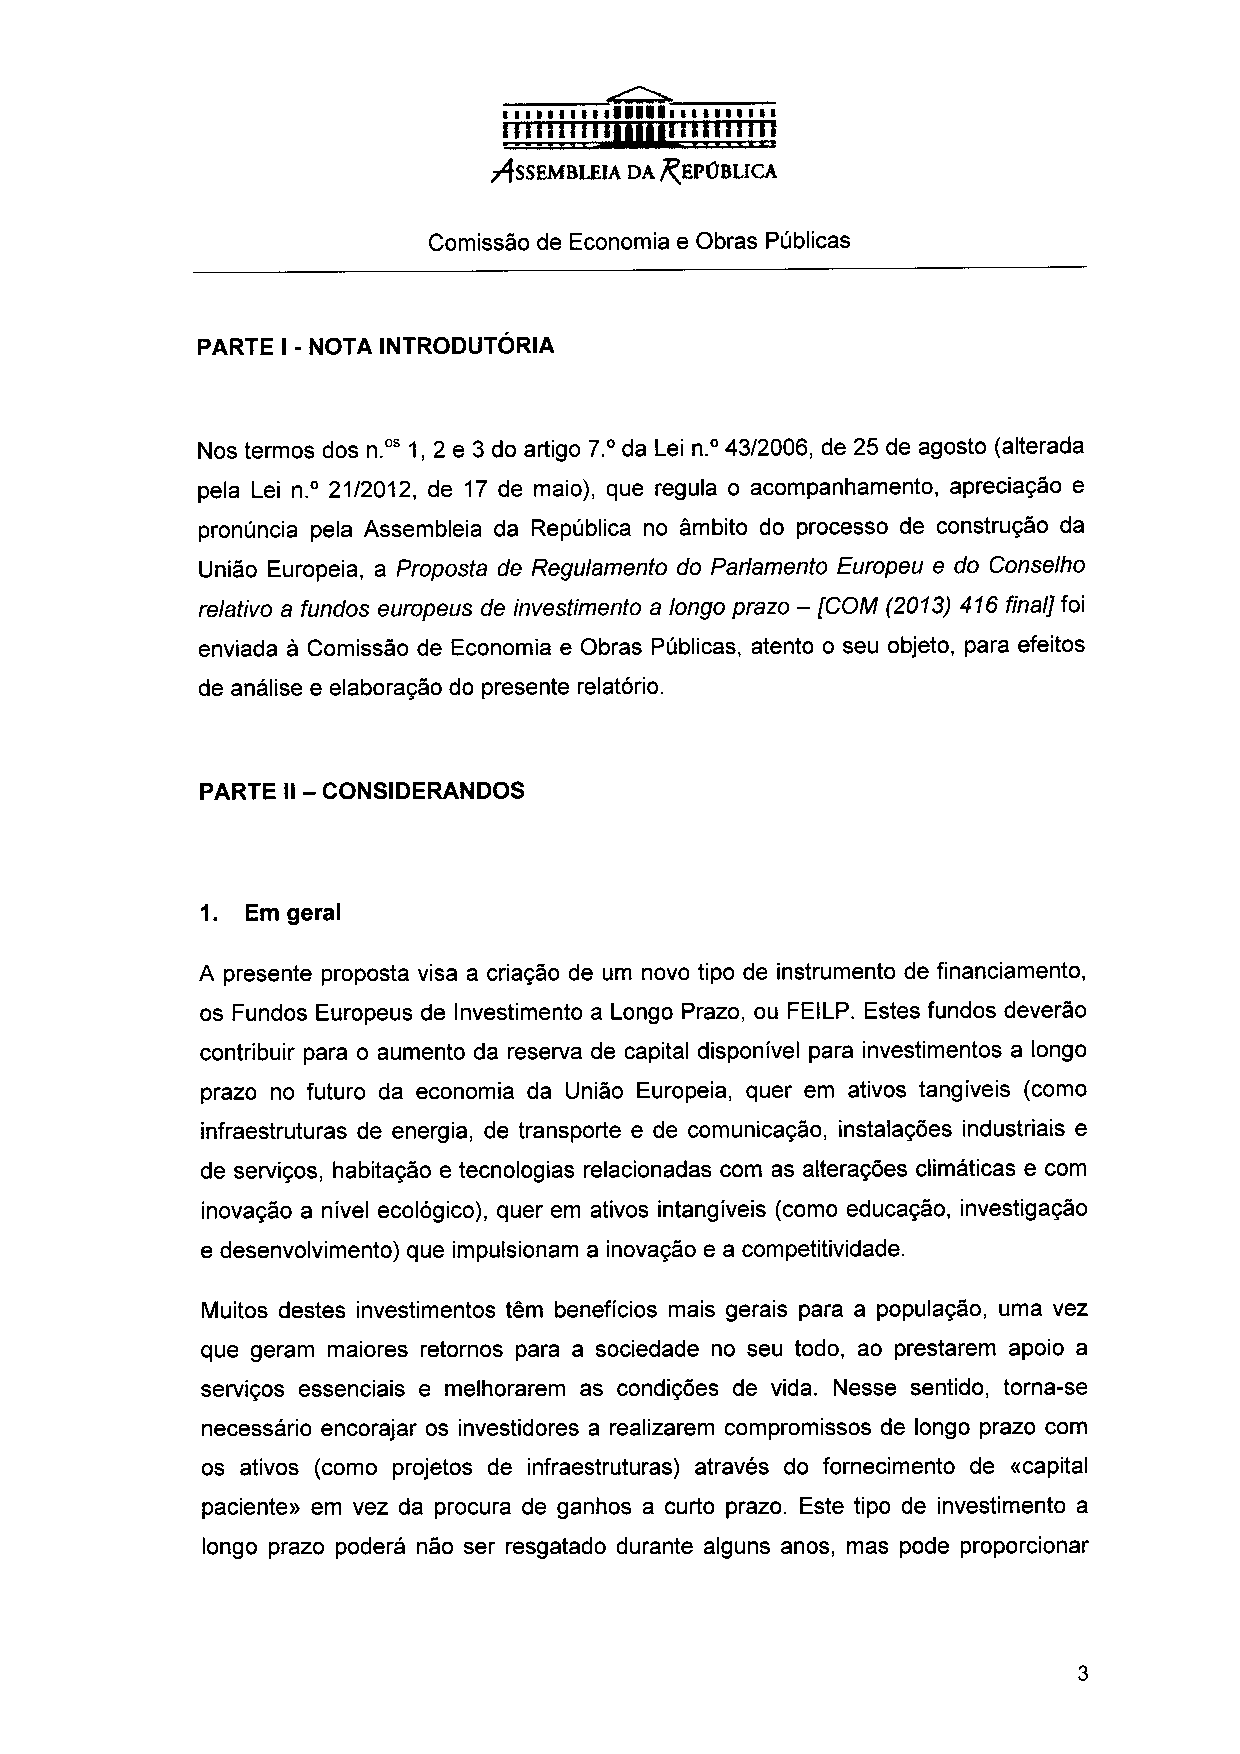 ASSEMBLEIA DA REPÚBLICA
Comissão de Economia e Obras Públicas
PARTE I - NOTA INTRODUTÓRIA
Nos termos dos n.ºˢ 1, 2 e 3 do artigo 7.º da Lei n.º 43/2006, de 25 de agosto (alterada
pela Lei n.º 21/2012, de 17 de maio), que regula o acompanhamento, apreciação e
pronúncia pela Assembleia da República no âmbito do processo de construção da
União Europeia, a Proposta de Regulamento do Parlamento Europeu e do Conselho
relativo a fundos europeus de investimento a longo prazo – [COM (2013) 416 final] foi
enviada à Comissão de Economia e Obras Públicas, atento o seu objeto, para efeitos
de análise e elaboração do presente relatório.
PARTE II – CONSIDERANDOS
1. Em geral
A presente proposta visa a criação de um novo tipo de instrumento de financiamento,
os Fundos Europeus de Investimento a Longo Prazo, ou FEILP. Estes fundos deverão
contribuir para o aumento da reserva de capital disponível para investimentos a longo
prazo no futuro da economia da União Europeia, quer em ativos tangíveis (como
infraestruturas de energia, de transporte e de comunicação, instalações industriais e
de serviços, habitação e tecnologias relacionadas com as alterações climáticas e com
inovação a nível ecológico), quer em ativos intangíveis (como educação, investigação
e desenvolvimento) que impulsionam a inovação e a competitividade.
Muitos destes investimentos têm benefícios mais gerais para a população, uma vez
que geram maiores retornos para a sociedade no seu todo, ao prestarem apoio a
serviços essenciais e melhorarem as condições de vida. Nesse sentido, torna-se
necessário encorajar os investidores a realizarem compromissos de longo prazo com
os ativos (como projetos de infraestruturas) através do fornecimento de «capital
paciente» em vez da procura de ganhos a curto prazo. Este tipo de investimento a
longo prazo poderá não ser resgatado durante alguns anos, mas pode proporcionar
3